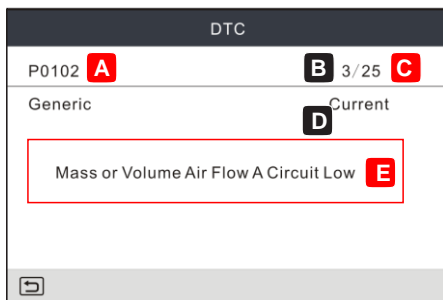 DTC
P0102 A B 3/25 C
Generic Current
D
Mass or Volume Air Flow A Circuit Low E